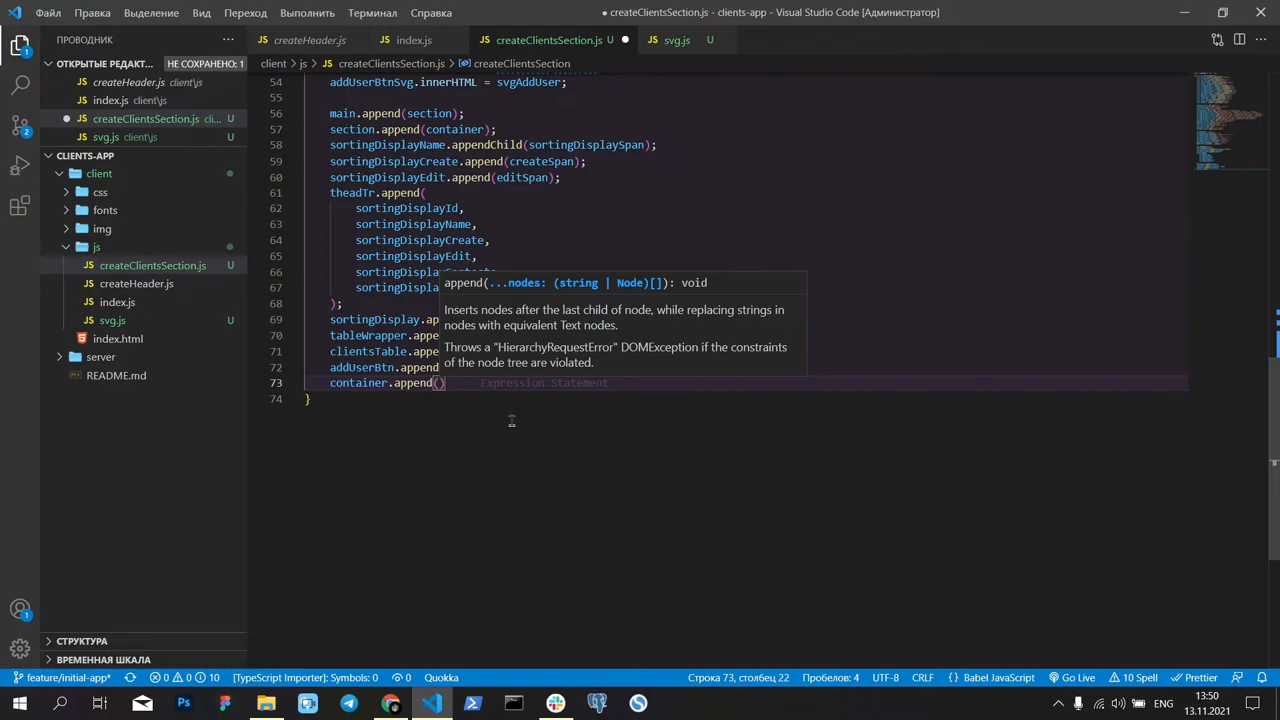 Файл Правка Выделение Вид Переход Выполнить Терминал Справка
● createClientsSection.js - clients-app - Visual Studio Code [Администратор]
ПРОВОДНИК
createHeader.js
index.js
createClientsSection.js U
svg.js U
ОТКРЫТЫЕ РЕДАКТ... НЕ СОХРАНЕНО: 1
client > js > createClientsSection.js > createClientsSection
createHeader.js client\js
index.js client\js
createClientsSection.js cli... U
svg.js client\js U
CLIENTS-APP
client
css
fonts
img
js
createClientsSection.js U
createHeader.js
index.js
svg.js U
index.html
server
README.md
СТРУКТУРА
ВРЕМЕННАЯ ШКАЛА
54 addUserBtnSvg.innerHTML = svgAddUser;
55
56 main.append(section);
57 section.append(container);
58 sortingDisplayName.appendChild(sortingDisplaySpan);
59 sortingDisplayCreate.append(createSpan);
60 sortingDisplayEdit.append(editSpan);
61 theadTr.append(
62 sortingDisplayId,
63 sortingDisplayName,
64 sortingDisplayCreate,
65 sortingDisplayEdit,
66
67 sortingDispla
68 );
69 sortingDisplay.ap
70 tableWrapper.appe
71 clientsTable.appe
72 addUserBtn.append
73 container.append() Expression Statement
74 }
append(...nodes: (string | Node)[]): void
Inserts nodes after the last child of node, while replacing strings in
nodes with equivalent Text nodes.
Throws a "HierarchyRequestError" DOMException if the constraints
of the node tree are violated.
feature/initial-app* 0 0 10 [TypeScript Importer]: Symbols: 0 1 6 Quokka Строка 73, столбец 22 Пробелов: 4 UTF-8 CRLF Babel JavaScript Go Live 10 Spell Prettier
ENG
13:50
13.11.2021